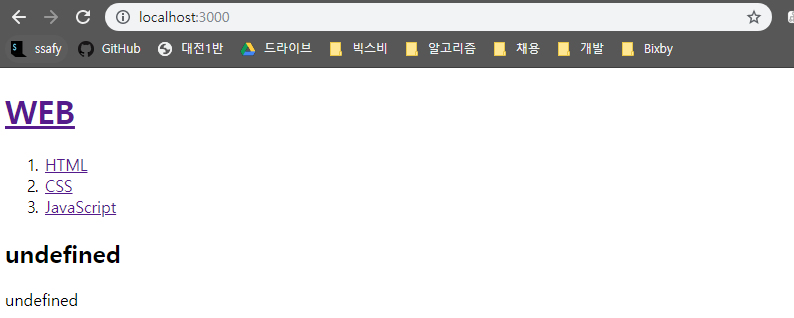 localhost:3000
ssafy GitHub 대전1반 드라이브 빅스비 알고리즘 채용 개발 Bixby
WEB
1. HTML
2. CSS
3. JavaScript
undefined
undefined